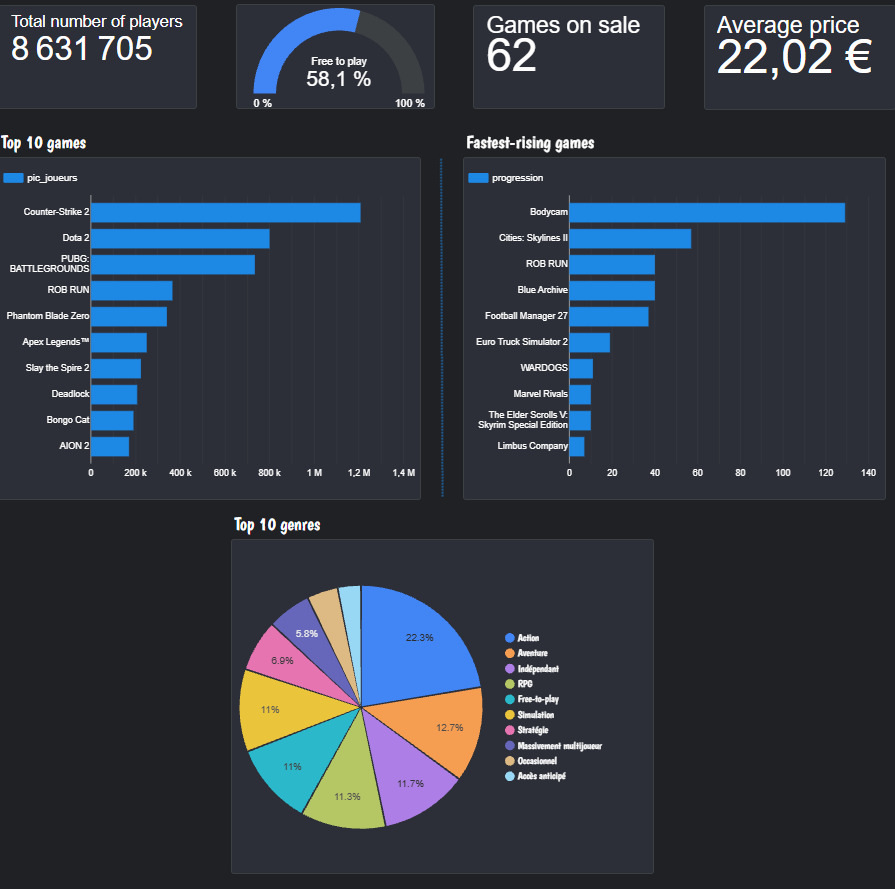 Total number of players
8 631 705
Free to play
58,1 %
0 %
100 %
Games on sale
62
Average price
22,02 €
Top 10 games
pic_joueurs
Counter-Strike 2
Dota 2
PUBG:
BATTLEGROUNDS
ROB RUN
Phantom Blade Zero
Apex Legends™
Slay the Spire 2
Deadlock
Bongo Cat
AION 2
0 200 k 400 k 600 k 800 k 1 M 1,2 M 1,4 M
Fastest-rising games
progression
Bodycam
Cities: Skylines II
ROB RUN
Blue Archive
Football Manager 27
Euro Truck Simulator 2
WARDOGS
Marvel Rivals
The Elder Scrolls V:
Skyrim Special Edition
Limbus Company
0 20 40 60 80 100 120 140
Top 10 genres
22.3%
12.7%
11.7%
11.3%
11%
11%
6.9%
5.8%
Action
Aventure
Indépendant
RPG
Free-to-play
Simulation
Stratégie
Massivement multijoueur
Occasionnel
Accès anticipé